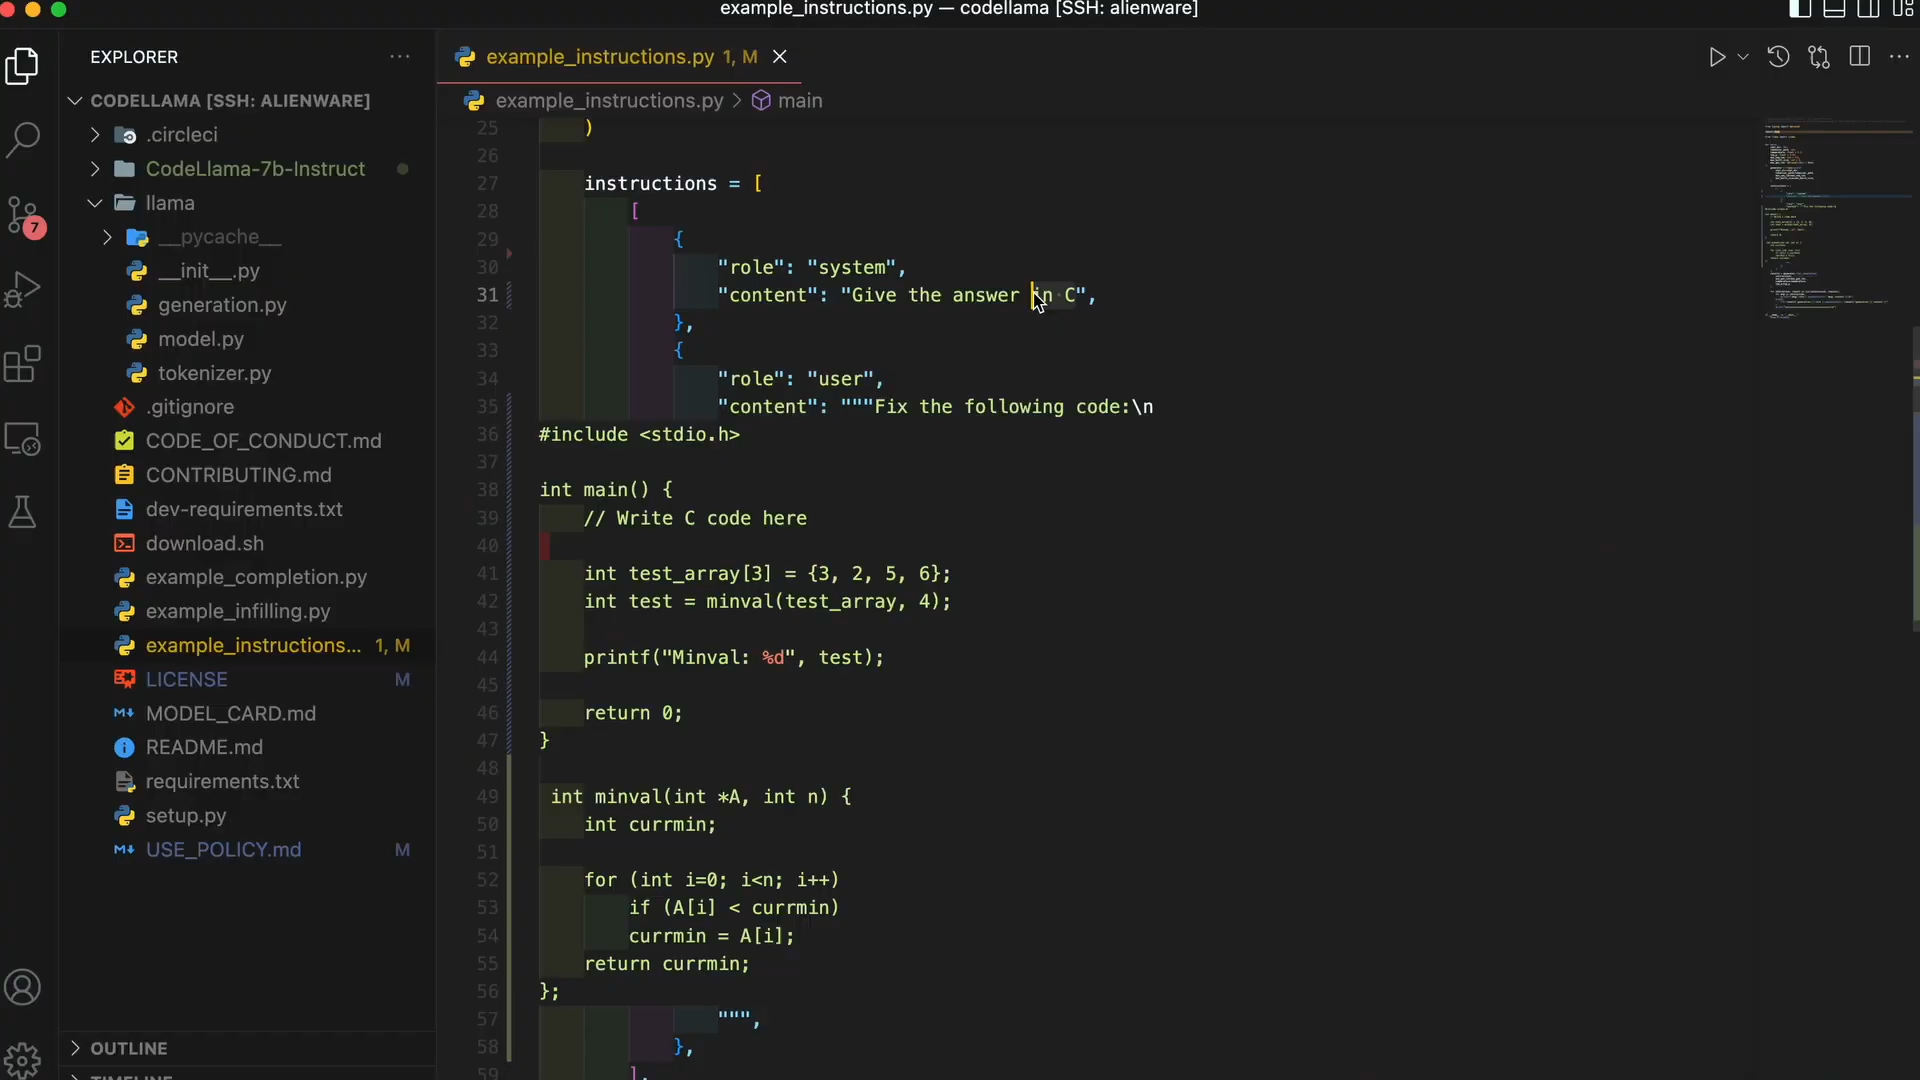 example_instructions.py — codellama [SSH: alienware]
EXPLORER
CODELLAMA [SSH: ALIENWARE]
.circleci
CodeLlama-7b-Instruct
llama
__pycache__
__init__.py
generation.py
model.py
tokenizer.py
.gitignore
CODE_OF_CONDUCT.md
CONTRIBUTING.md
dev-requirements.txt
download.sh
example_completion.py
example_infilling.py
example_instructions... 1, M
LICENSE M
MODEL_CARD.md
README.md
requirements.txt
setup.py
USE_POLICY.md M
OUTLINE
TIMELINE
7
example_instructions.py 1, M
example_instructions.py > main
25 )
26
27 instructions = [
28 [
29 {
30 "role": "system",
31 "content": "Give the answer in C",
32 },
33 {
34 "role": "user",
35 "content": """Fix the following code:\n
36 #include <stdio.h>
37
38 int main() {
39 // Write C code here
40
41 int test_array[3] = {3, 2, 5, 6};
42 int test = minval(test_array, 4);
43
44 printf("Minval: %d", test);
45
46 return 0;
47 }
48
49 int minval(int *A, int n) {
50 int currmin;
51
52 for (int i=0; i<n; i++)
53 if (A[i] < currmin)
54 currmin = A[i];
55 return currmin;
56 };
57 """,
58 },
59 ],